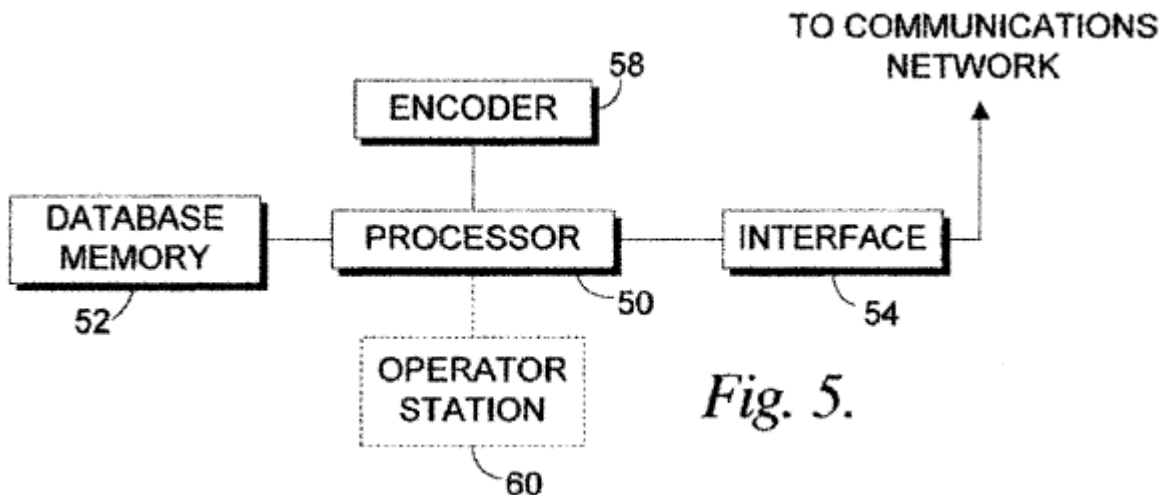 TO COMMUNICATIONS
NETWORK
58
ENCODER
DATABASE
MEMORY
PROCESSOR
INTERFACE
52
50
54
OPERATOR
STATION
Fig. 5.
60